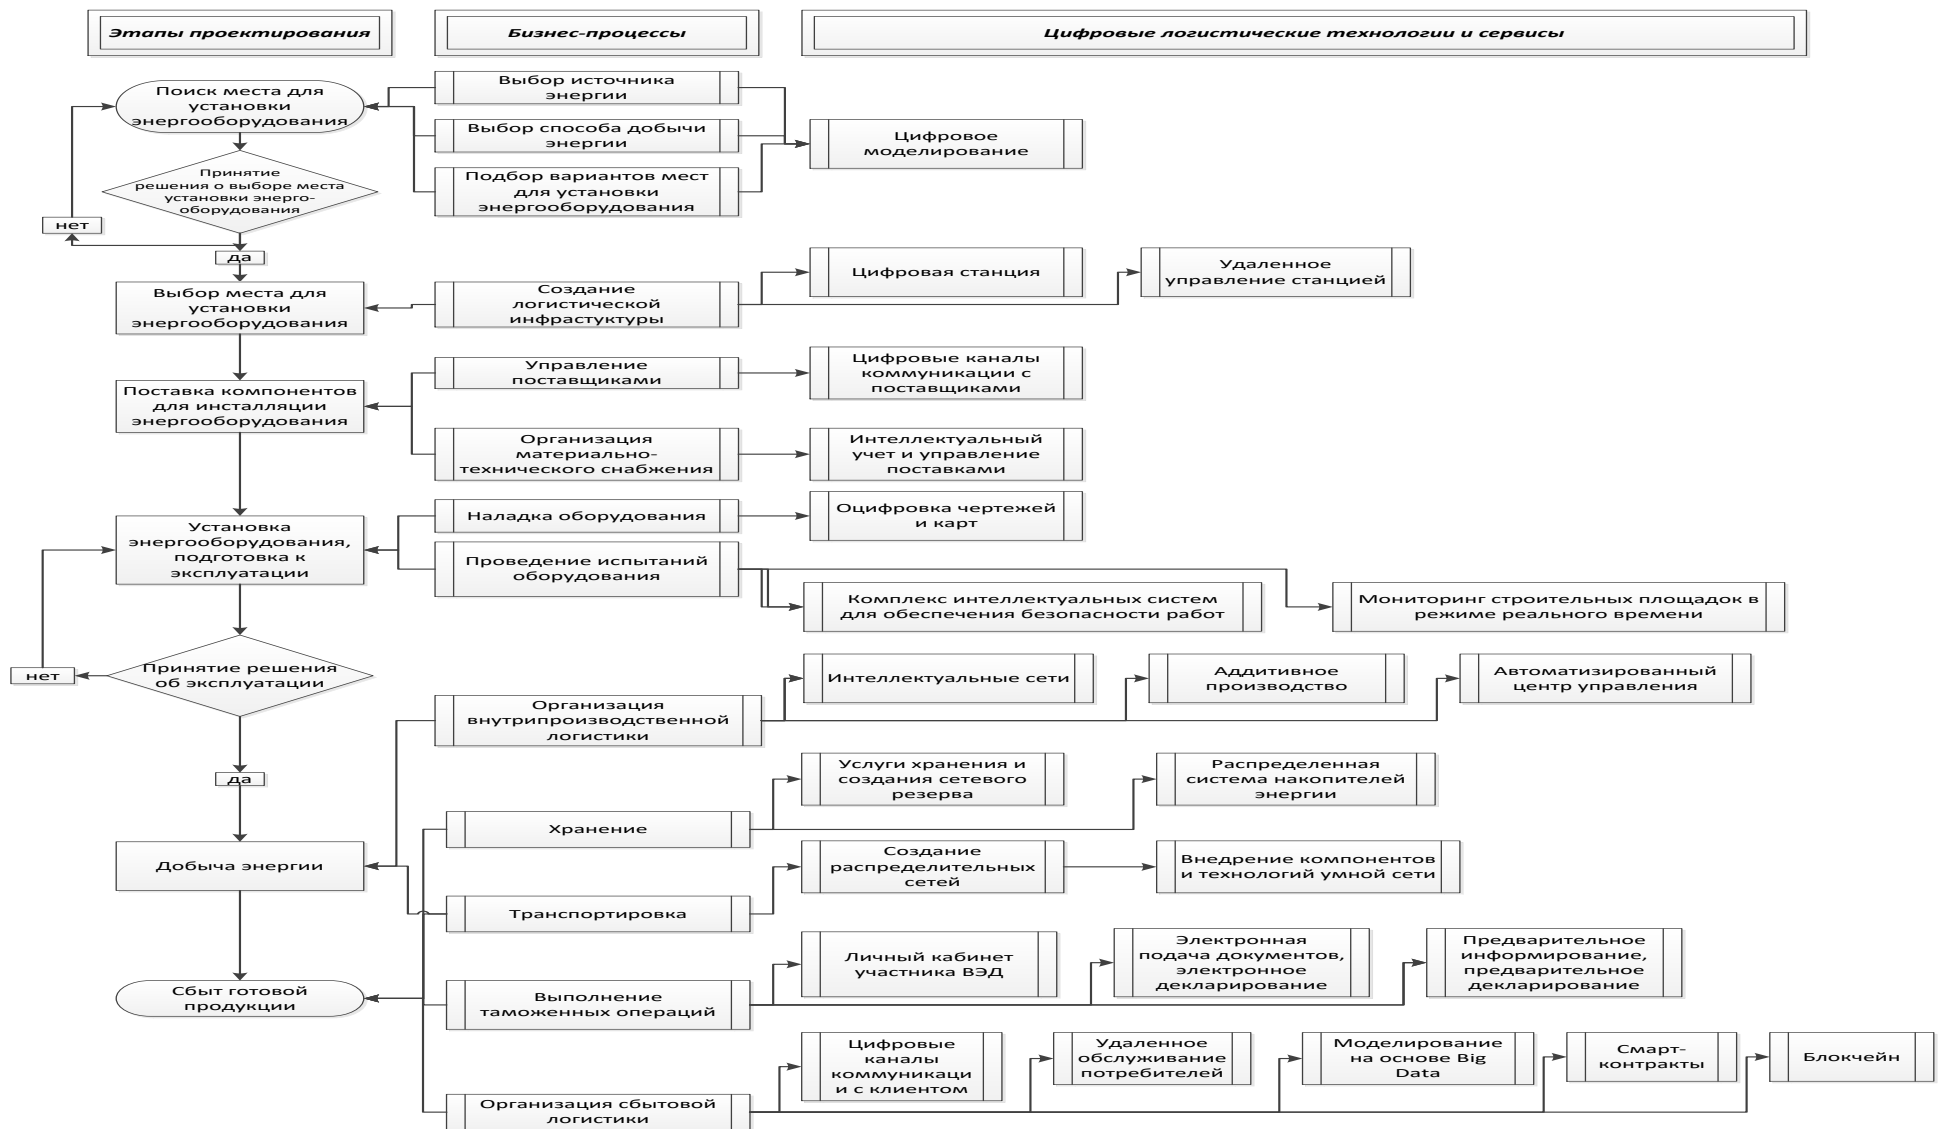 Этапы проектирования
Бизнес-процессы
Цифровые логистические технологии и сервисы
Поиск места для
установки
энергооборудования
Выбор источника
энергии
Выбор способа добычи
энергии
Подбор вариантов мест
для установки
энергооборудования
Цифровое
моделирование
Принятие
решения о выборе места
установки энерго-
оборудования
нет
да
Выбор места для
установки
энергооборудования
Создание
логистической
инфрастуктуры
Цифровая станция
Удаленное
управление станцией
Поставка компонентов
для инсталляции
энергооборудования
Управление
поставщиками
Цифровые каналы
коммуникации с
поставщиками
Организация
материально-
технического снабжения
Интеллектуальный
учет и управление
поставками
Установка
энергооборудования,
подготовка к
эксплуатации
Наладка оборудования
Оцифровка чертежей
и карт
Проведение испытаний
оборудования
Комплекс интеллектуальных систем
для обеспечения безопасности работ
Мониторинг строительных площадок в
режиме реального времени
Принятие решения
об эксплуатации
нет
да
Организация
внутрипроизводственной
логистики
Интеллектуальные сети
Аддитивное
производство
Автоматизированный
центр управления
Добыча энергии
Хранение
Услуги хранения и
создания сетевого
резерва
Распределенная
система накопителей
энергии
Транспортировка
Создание
распределительных
сетей
Внедрение компонентов
и технологий умной сети
Сбыт готовой
продукции
Выполнение
таможенных операций
Личный кабинет
участника ВЭД
Электронная
подача документов,
электронное
декларирование
Предварительное
информирование,
предварительное
декларирование
Организация сбытовой
логистики
Цифровые
каналы
коммуникаци
и с клиентом
Удаленное
обслуживание
потребителей
Моделирование
на основе Big
Data
Смарт-
контракты
Блокчейн